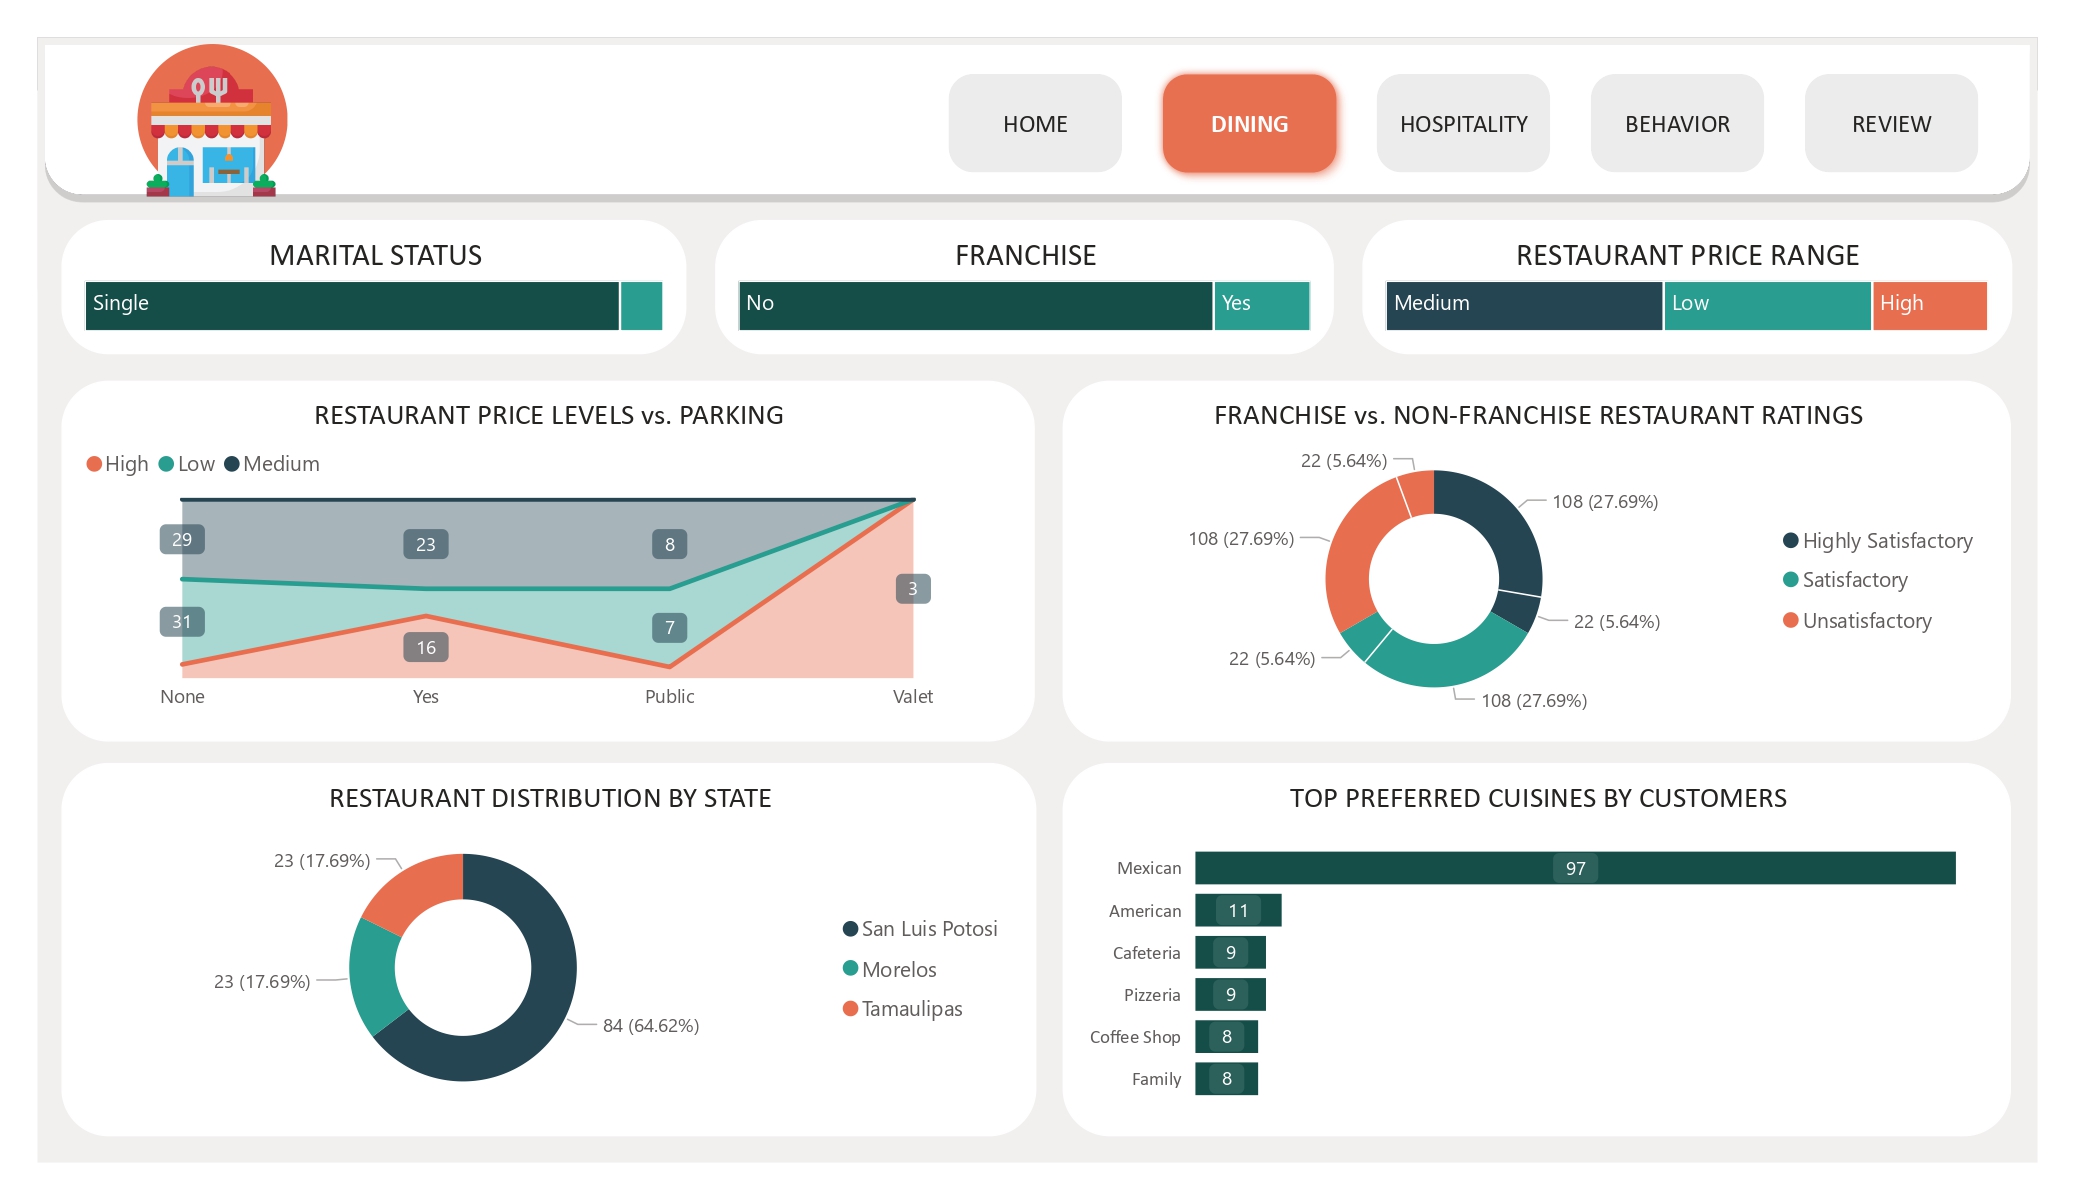 HOME
DINING
HOSPITALITY
BEHAVIOR
REVIEW
MARITAL STATUS
Single
FRANCHISE
No
Yes
RESTAURANT PRICE RANGE
Medium
Low
High
RESTAURANT PRICE LEVELS vs. PARKING
High
Low
Medium
29
23
8
31
16
7
3
None
Yes
Public
Valet
FRANCHISE vs. NON-FRANCHISE RESTAURANT RATINGS
22 (5.64%)
108 (27.69%)
108 (27.69%)
22 (5.64%)
22 (5.64%)
108 (27.69%)
Highly Satisfactory
Satisfactory
Unsatisfactory
RESTAURANT DISTRIBUTION BY STATE
23 (17.69%)
23 (17.69%)
84 (64.62%)
San Luis Potosi
Morelos
Tamaulipas
TOP PREFERRED CUISINES BY CUSTOMERS
Mexican 97
American 11
Cafeteria 9
Pizzeria 9
Coffee Shop 8
Family 8